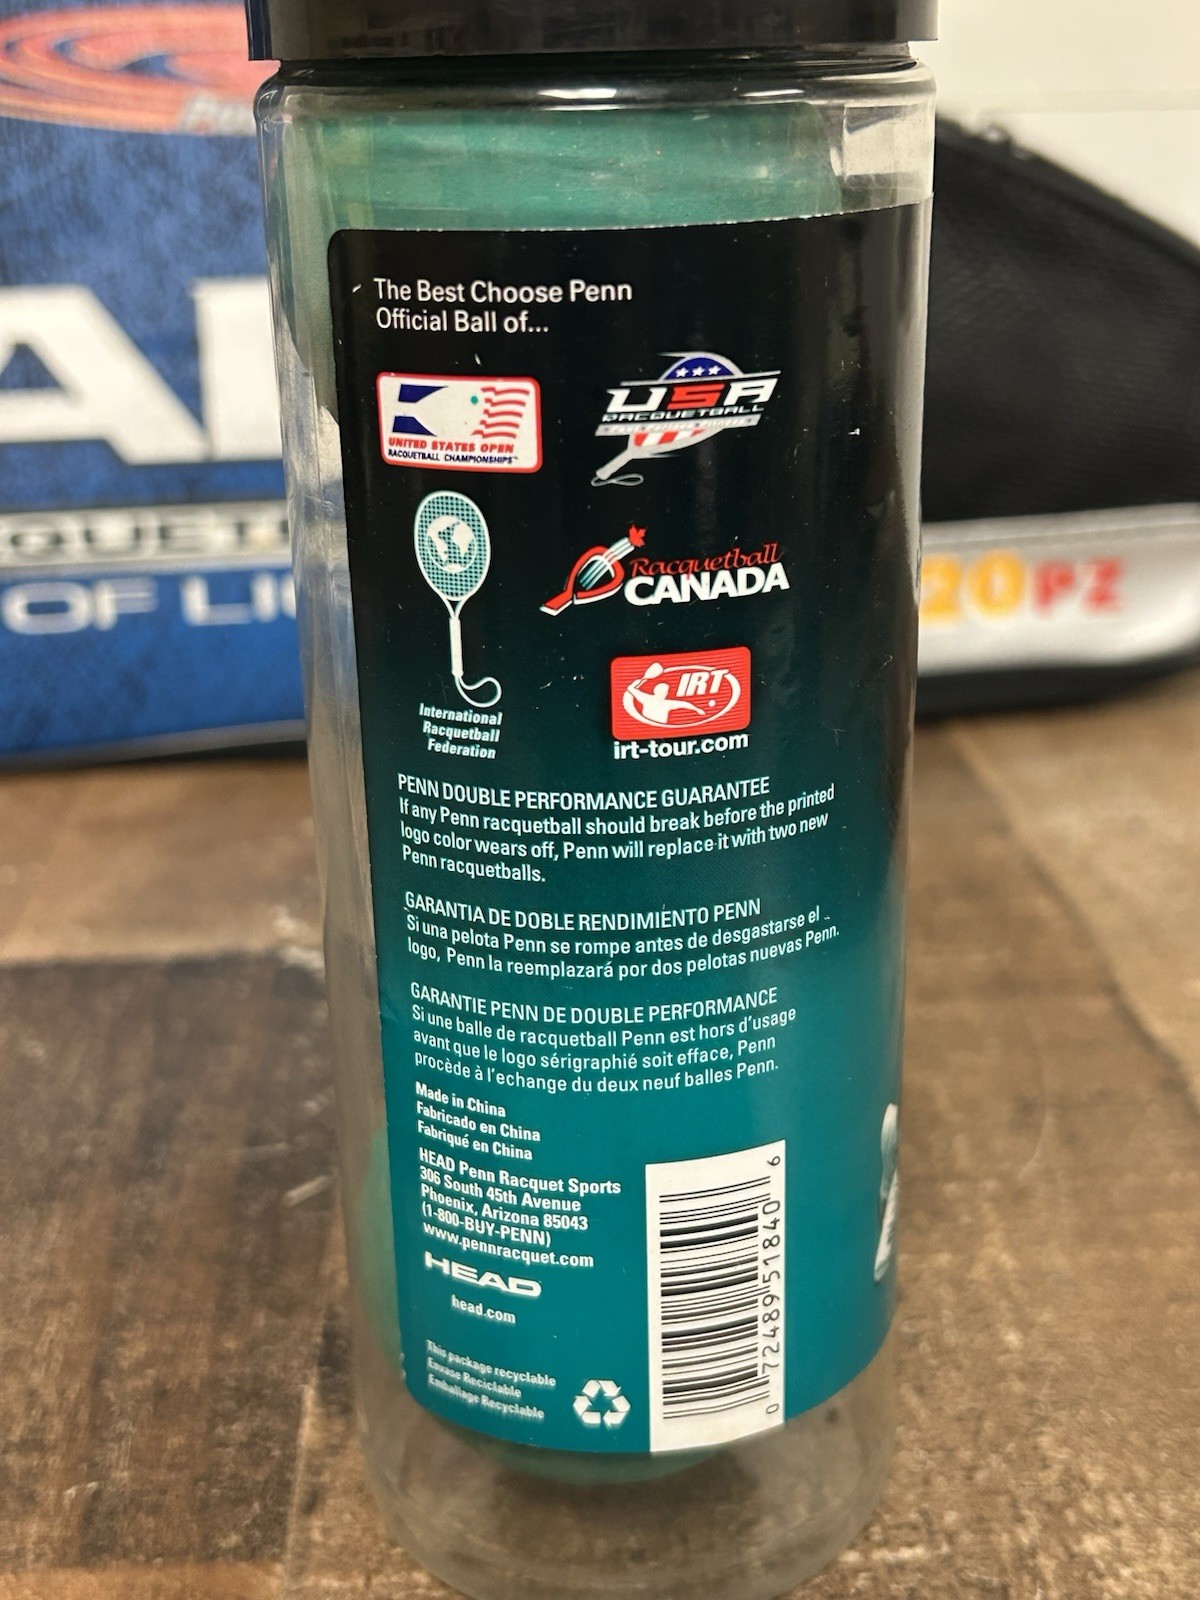 The Best Choose Penn
Official Ball of...
UNITED STATES OPEN
RACQUETBALL CHAMPIONSHIPS
USA
RACQUETBALL
International
Racquetball
Federation
Racquetball
CANADA
IRT
irt-tour.com
PENN DOUBLE PERFORMANCE GUARANTEE
If any Penn racquetball should break before the printed
logo color wears off, Penn will replace it with two new
Penn racquetballs.
GARANTIA DE DOBLE RENDIMIENTO PENN
Si una pelota Penn se rompe antes de desgastarse el
logo, Penn la reemplazará por dos pelotas nuevas Penn.
GARANTIE PENN DE DOUBLE PERFORMANCE
Si une balle de racquetball Penn est hors d'usage
avant que le logo sérigraphié soit efface, Penn
procède à l'echange du deux neuf balles Penn.
Made in China
Fabricado en China
Fabriqué en China
HEAD Penn Racquet Sports
306 South 45th Avenue
Phoenix, Arizona 85043
(1-800-BUY-PENN)
www.pennracquet.com
HEAD
head.com
This package recyclable
Envase Reciclable
Emballage Recyclable
0 72489 51840 6
OF LI
20PZ